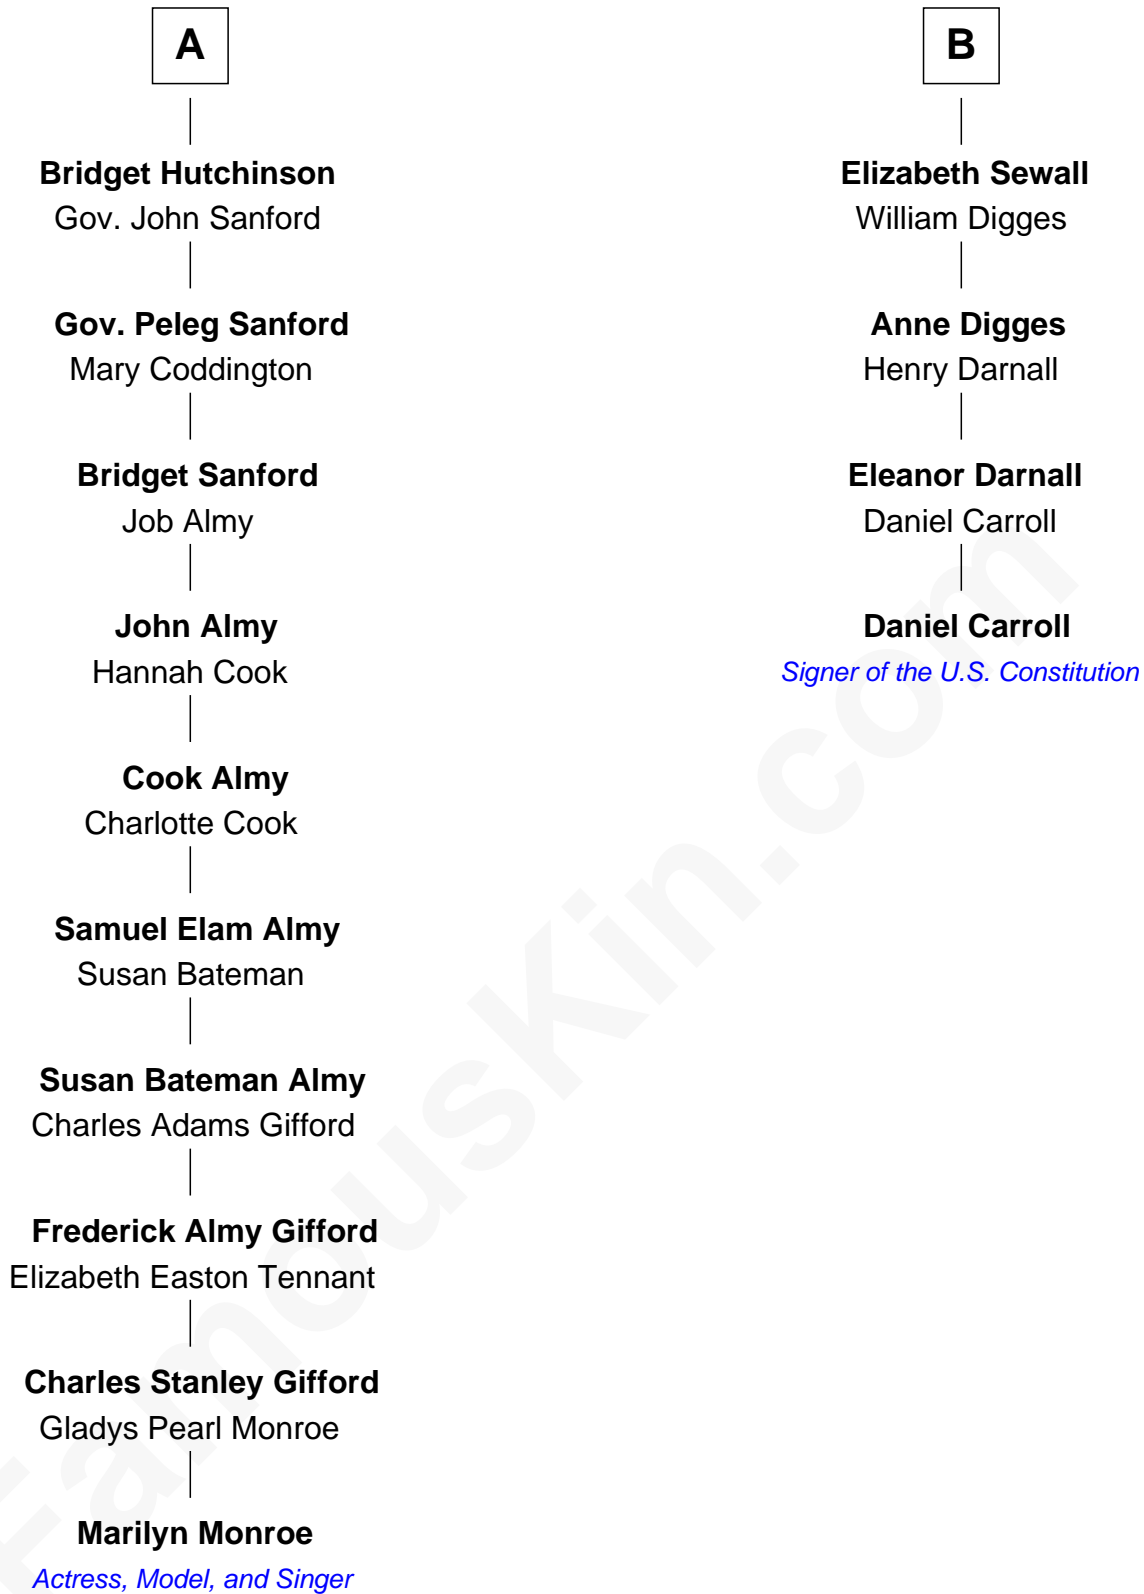 A
Bridget Hutchinson
Gov. John Sanford
Gov. Peleg Sanford
Mary Coddington
Bridget Sanford
Job Almy
John Almy
Hannah Cook
Cook Almy
Charlotte Cook
Samuel Elam Almy
Susan Bateman
Susan Bateman Almy
Charles Adams Gifford
Frederick Almy Gifford
Elizabeth Easton Tennant
Charles Stanley Gifford
Gladys Pearl Monroe
Marilyn Monroe
Actress, Model, and Singer
B
Elizabeth Sewall
William Digges
Anne Digges
Henry Darnall
Eleanor Darnall
Daniel Carroll
Daniel Carroll
Signer of the U.S. Constitution
FamousKin.com